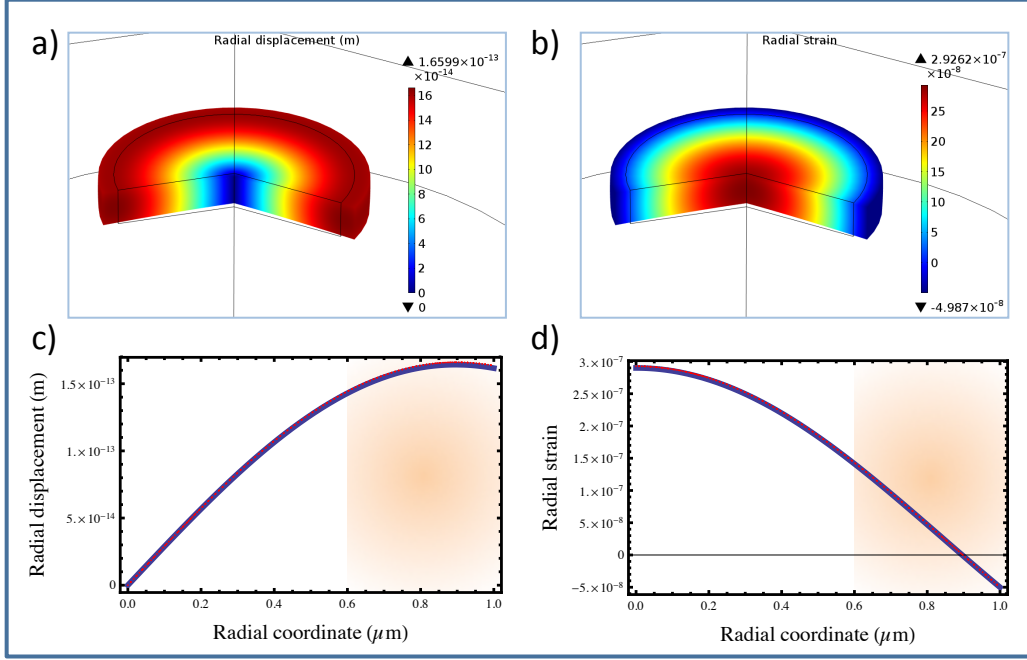 a)
Radial displacement (m)
▲ 1.6599×10⁻¹³
×10⁻¹⁴
16
14
12
10
8
6
4
2
0
▼ 0
b)
Radial strain
▲ 2.9262×10⁻⁷
×10⁻⁸
25
20
15
10
5
0
▼ -4.987×10⁻⁸
c)
Radial displacement (m)
1.5×10⁻¹³
1.×10⁻¹³
5.×10⁻¹⁴
0
0.0 0.2 0.4 0.6 0.8 1.0
Radial coordinate (μm)
d)
Radial strain
3.×10⁻⁷
2.×10⁻⁷
2.×10⁻⁷
1.×10⁻⁷
1.×10⁻⁷
5.×10⁻⁸
0
-5.×10⁻⁸
0.0 0.2 0.4 0.6 0.8 1.0
Radial coordinate (μm)